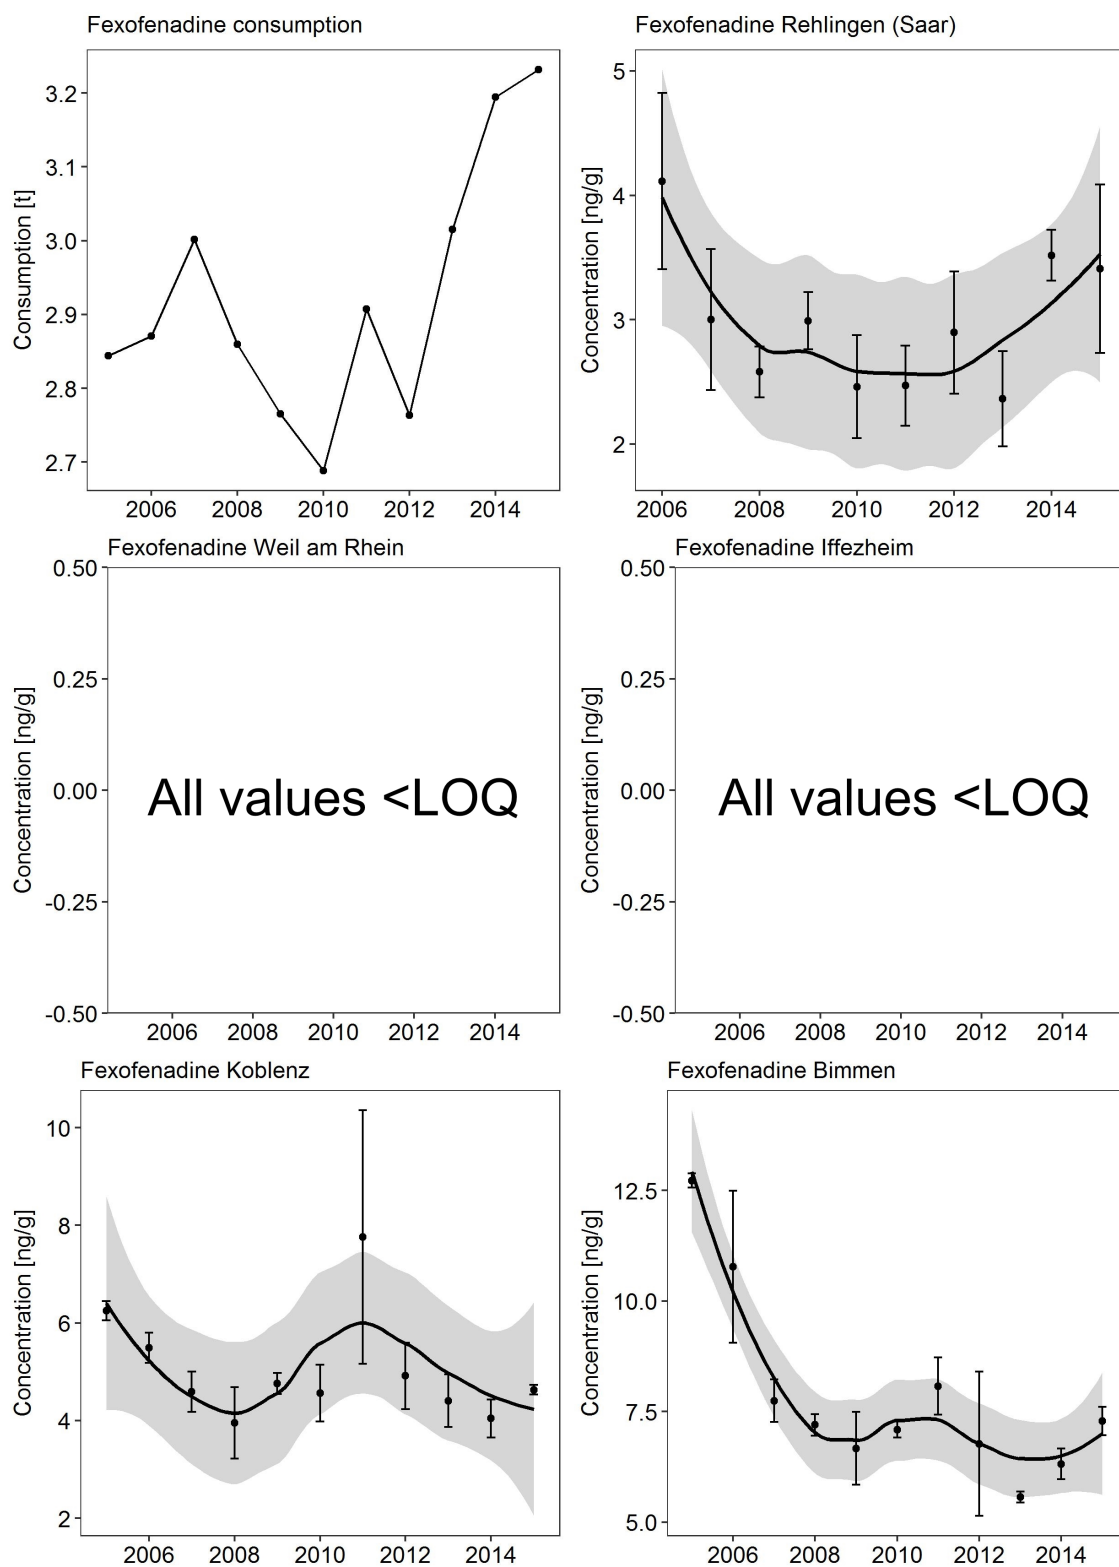 Fexofenadine consumption
Consumption [t]
3.2
3.1
3.0
2.9
2.8
2.7
2006 2008 2010 2012 2014
Fexofenadine Rehlingen (Saar)
Concentration [ng/g]
5
4
3
2
2006 2008 2010 2012 2014
Fexofenadine Weil am Rhein
Concentration [ng/g]
0.50
0.25
0.00
-0.25
-0.50
All values <LOQ
2006 2008 2010 2012 2014
Fexofenadine Iffezheim
Concentration [ng/g]
0.50
0.25
0.00
-0.25
-0.50
All values <LOQ
2006 2008 2010 2012 2014
Fexofenadine Koblenz
Concentration [ng/g]
10
8
6
4
2
2006 2008 2010 2012 2014
Fexofenadine Bimmen
Concentration [ng/g]
12.5
10.0
7.5
5.0
2006 2008 2010 2012 2014